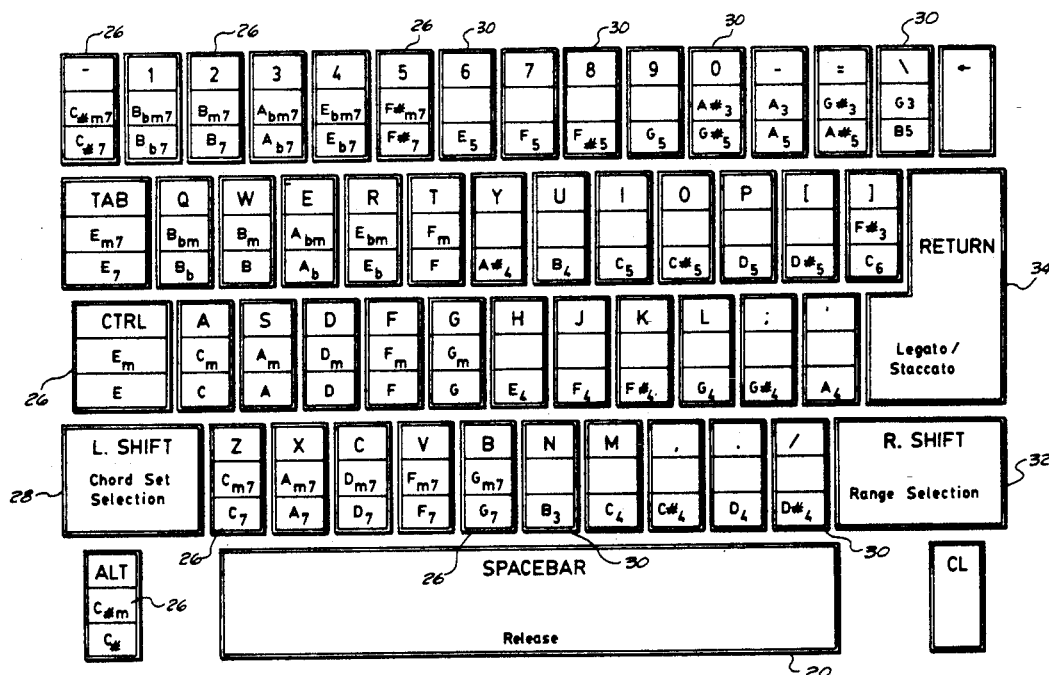 26 26 26 30 30 30 30
- 1 2 3 4 5 6 7 8 9 0 - = \ ←
C#m7 Bbm7 Bm7 Abm7 Ebm7 F#m7 A#3 A3 G#3 G3
C#7 Bb7 B7 Ab7 Eb7 F#7 E5 F5 F#5 G5 G#5 A5 A#5 B5
TAB Q W E R T Y U I O P [ ]
Em7 Bbm Bm Abm Ebm Fm F#3 RETURN
E7 Bb B Ab Eb F A#4 B4 C5 C#5 D5 D#5 C6
34
CTRL A S D F G H J K L ; '
Em Cm Am Dm Fm Gm Legato/
E C A D F G E4 F4 F#4 G4 G#4 A4 Staccato
26
L. SHIFT Z X C V B N M , . / R. SHIFT
28 Chord Set Cm7 Am7 Dm7 Fm7 Gm7 32
Selection C7 A7 D7 F7 G7 B3 C4 C#4 D4 D#4 Range Selection
26 26 30 30
ALT SPACEBAR CL
C#m 26
C# Release
20